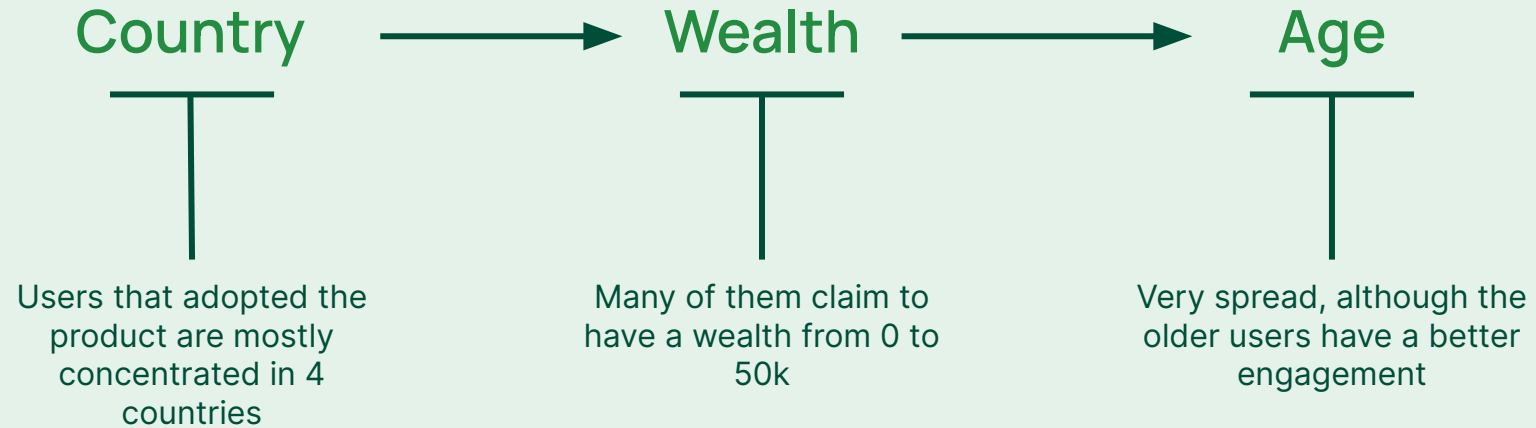 Country
Wealth
Age
Users that adopted the
product are mostly
concentrated in 4
countries
Many of them claim to
have a wealth from 0 to
50k
Very spread, although the
older users have a better
engagement